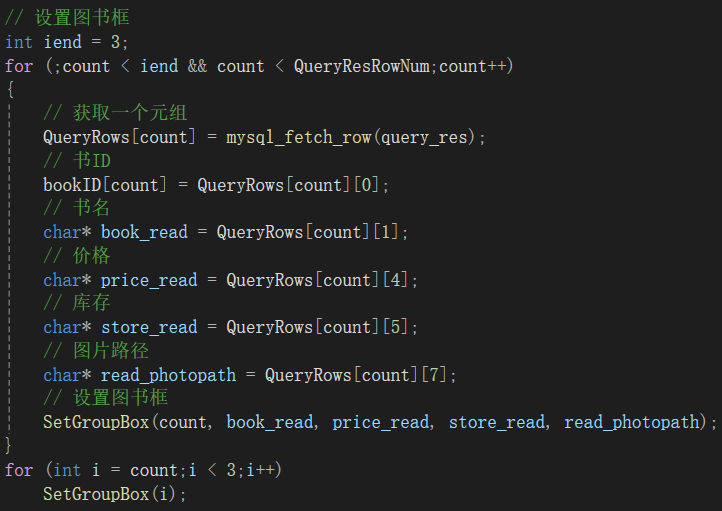 // 设置图书框
int iend = 3;
for (;count < iend && count < QueryResRowNum;count++)
{
    // 获取一个元组
    QueryRows[count] = mysql_fetch_row(query_res);
    // 书ID
    bookID[count] = QueryRows[count][0];
    // 书名
    char* book_read = QueryRows[count][1];
    // 价格
    char* price_read = QueryRows[count][4];
    // 库存
    char* store_read = QueryRows[count][5];
    // 图片路径
    char* read_photopath = QueryRows[count][7];
    // 设置图书框
    SetGroupBox(count, book_read, price_read, store_read, read_photopath);
}
for (int i = count;i < 3;i++)
    SetGroupBox(i);